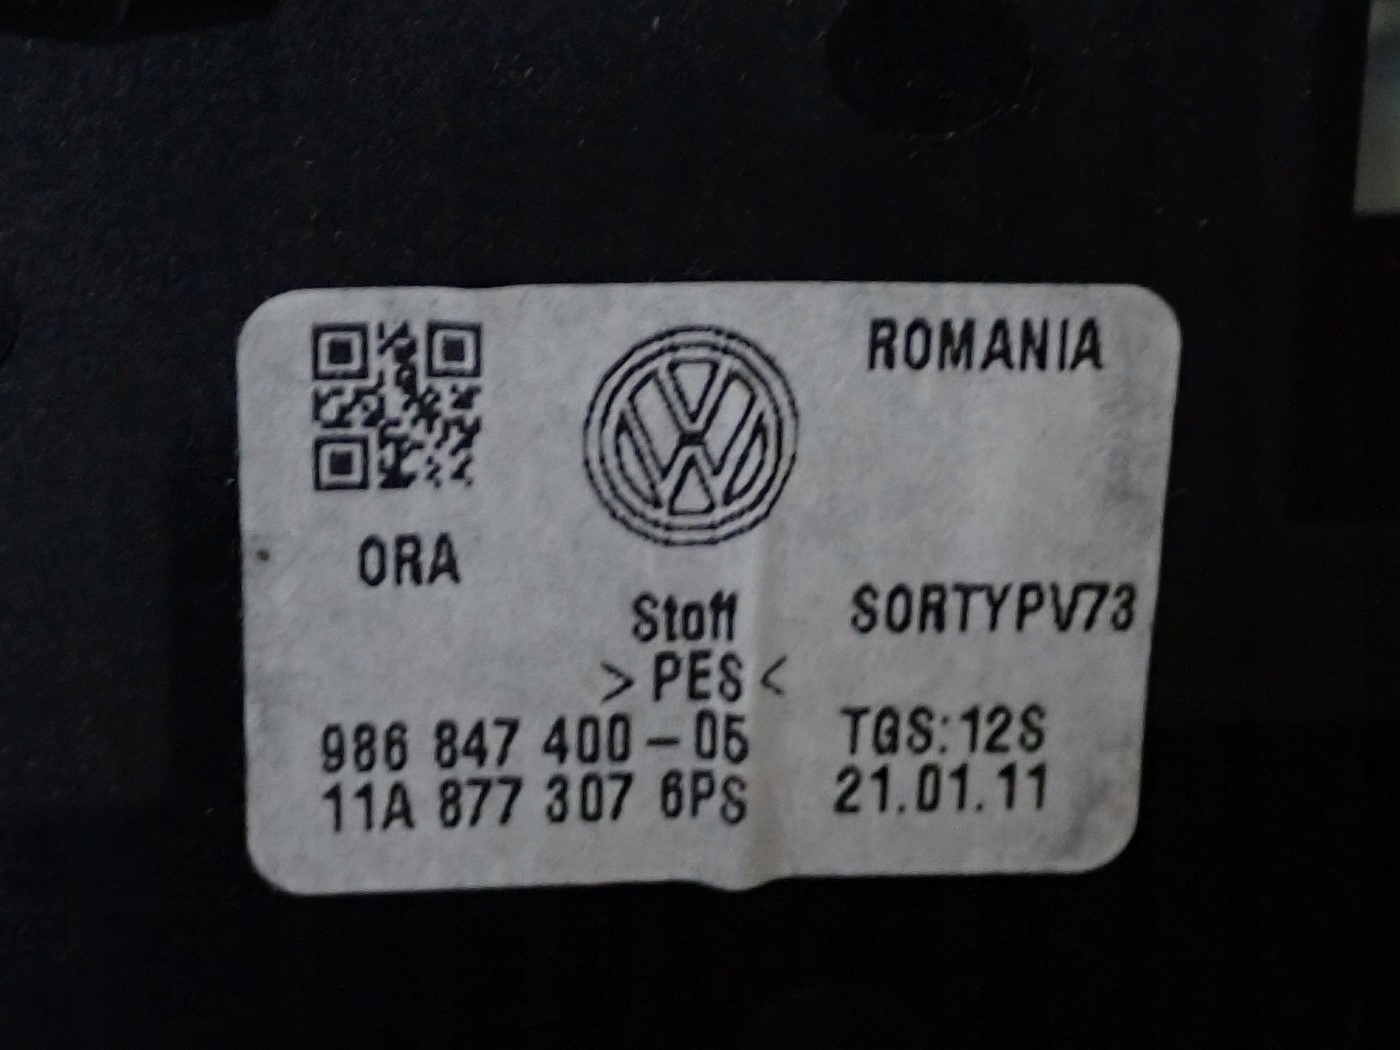 ROMANIA
ORA
Stoff
SORTYPV73
>PES<
986 847 400-05
TGS:12S
11A 877 307 6PS
21.01.11